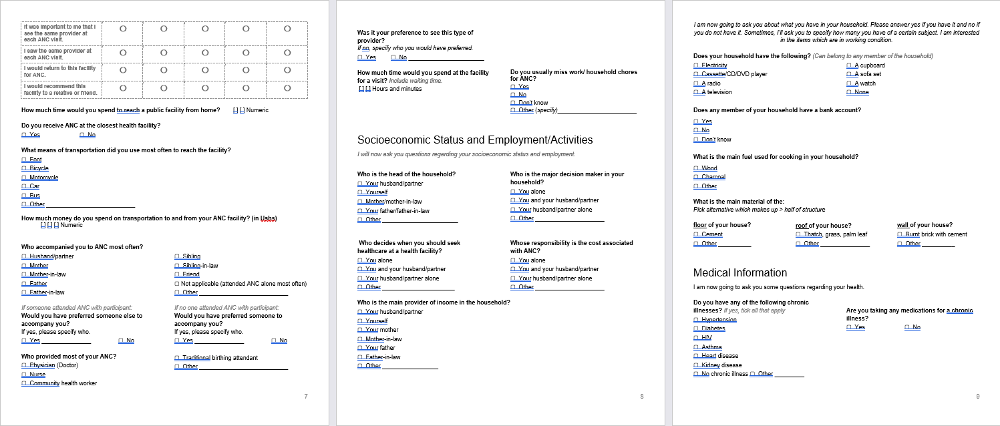 It was important to me that I
see the same provider at
each ANC visit.
I saw the same provider at
each ANC visit.
I would return to this facility
for ANC.
I would recommend this
facility to a relative or friend.
How much time would you spend to reach a public facility from home? [_] [_] Numeric
Do you receive ANC at the closest health facility?
☐ Yes ☐ No
What means of transportation did you use most often to reach the facility?
☐ Foot
☐ Bicycle
☐ Motorcycle
☐ Car
☐ Bus
☐ Other ____________________
How much money do you spend on transportation to and from your ANC facility? (in Ushs)
[_] [_] [_] Numeric
Who accompanied you to ANC most often?
☐ Husband/partner
☐ Mother
☐ Mother-in-law
☐ Father
☐ Father-in-law
☐ Sibling
☐ Sibling-in-law
☐ Friend
☐ Not applicable (attended ANC alone most often)
☐ Other ____________________
If someone attended ANC with participant:
Would you have preferred someone else to
accompany you?
If yes, please specify who.
☐ Yes _______________ ☐ No
If no one attended ANC with participant:
Would you have preferred someone to
accompany you?
If yes, please specify who.
☐ Yes _______________ ☐ No
Who provided most of your ANC?
☐ Physician (Doctor)
☐ Nurse
☐ Community health worker
☐ Traditional birthing attendant
☐ Other ____________________
7
Was it your preference to see this type of
provider?
If no, specify who you would have preferred.
☐ Yes ☐ No ____________________
How much time would you spend at the facility
for a visit? Include waiting time.
[_] [_] Hours and minutes
Do you usually miss work/ household chores
for ANC?
☐ Yes
☐ No
☐ Don't know
☐ Other (specify)____________________
Socioeconomic Status and Employment/Activities
I will now ask you questions regarding your socioeconomic status and employment.
Who is the head of the household?
☐ Your husband/partner
☐ Yourself
☐ Mother/mother-in-law
☐ Your father/father-in-law
☐ Other ____________________
Who is the major decision maker in your
household?
☐ You alone
☐ You and your husband/partner
☐ Your husband/partner alone
☐ Other ____________________
Who decides when you should seek
healthcare at a health facility?
☐ You alone
☐ You and your husband/partner
☐ Your husband/partner alone
☐ Other ____________________
Whose responsibility is the cost associated
with ANC?
☐ You alone
☐ You and your husband/partner
☐ Your husband/partner alone
☐ Other ____________________
Who is the main provider of income in the household?
☐ Your husband/partner
☐ Yourself
☐ Your mother
☐ Mother-in-law
☐ Your father
☐ Father-in-law
☐ Other ____________________
8
I am now going to ask you about what you have in your household. Please answer yes if you have it and no if
you do not have it. Sometimes, I'll ask you to specify how many you have of a certain subject. I am interested
in the items which are in working condition.
Does your household have the following? (Can belong to any member of the household)
☐ Electricity
☐ Cassette/CD/DVD player
☐ A radio
☐ A television
☐ A cupboard
☐ A sofa set
☐ A watch
☐ None
Does any member of your household have a bank account?
☐ Yes
☐ No
☐ Don't know
What is the main fuel used for cooking in your household?
☐ Wood
☐ Charcoal
☐ Other
What is the main material of the:
Pick alternative which makes up > half of structure
floor of your house?
☐ Cement
☐ Other __________
roof of your house?
☐ Thatch, grass, palm leaf
☐ Other ____________________
wall of your house?
☐ Burnt brick with cement
☐ Other __________
Medical Information
I am now going to ask you some questions regarding your health.
Do you have any of the following chronic
illnesses? If yes, tick all that apply
☐ Hypertension
☐ Diabetes
☐ HIV
☐ Asthma
☐ Heart disease
☐ Kidney disease
☐ No chronic illness ☐ Other _________
Are you taking any medications for a chronic
illness?
☐ Yes ☐ No
9